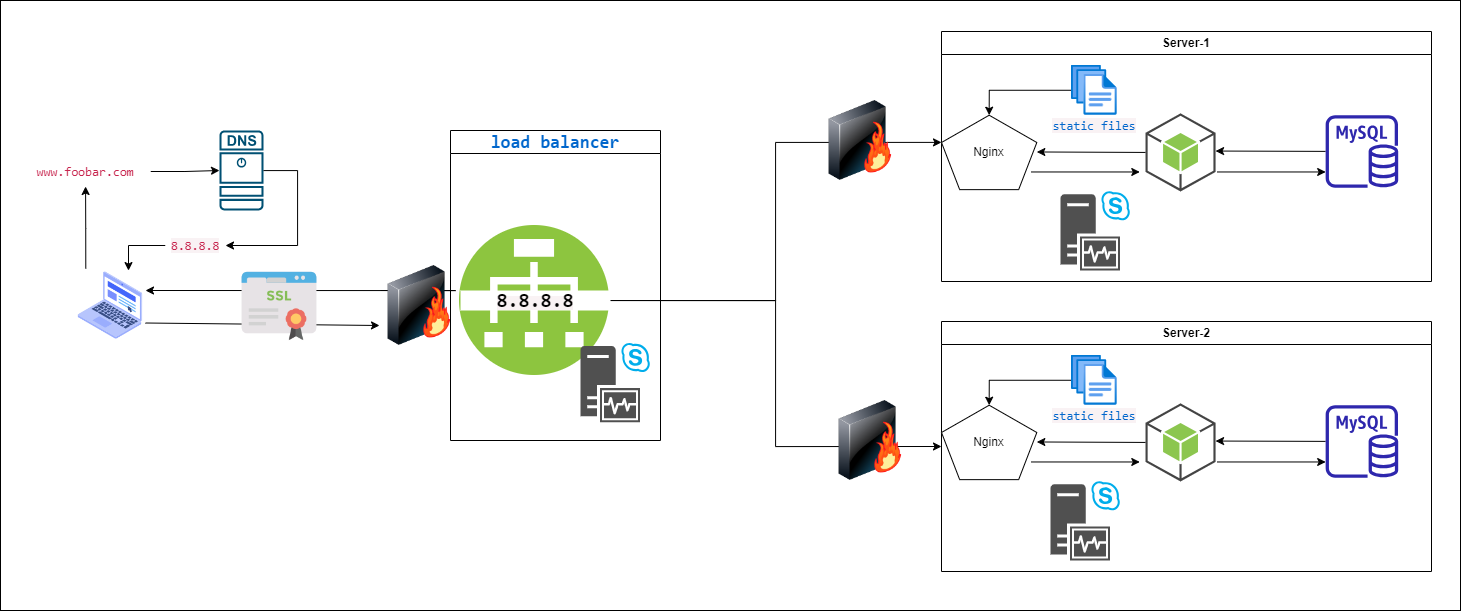 Server-1
static files
Nginx
MySQL
DNS
www.foobar.com
8.8.8.8
SSL
load balancer
8.8.8.8
S
S
Server-2
static files
Nginx
MySQL
S